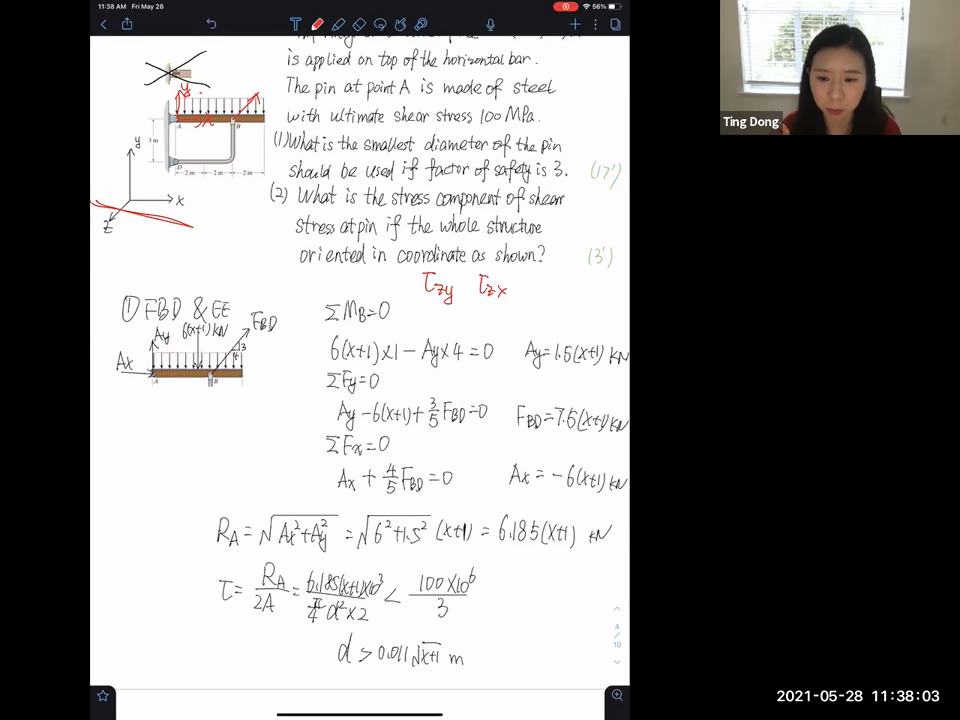 11:38 AM Fri May 28
56%
is applied on top of the horizontal bar.
The pin at point A is made of steel
with ultimate shear stress 100 MPa.
(1) What is the smallest diameter of the pin
should be used if factor of safety is 3. (17')
(2) What is the stress component of shear
stress at pin if the whole structure
oriented in coordinate as shown? (3')
τzy τzx
y
A
B
3 m
D
2 m 2 m 2 m
y
x
z
① FBD & EE
Ay 6(x+1) kN FBD
Ax
3
4
A B
ΣMB=0
6(x+1)×1 − Ay×4 = 0 Ay=1.5(x+1) kN
ΣFy=0
Ay−6(x+1)+3/5 FBD=0 FBD=7.5(x+1) kN
ΣFx=0
Ax + 4/5 FBD=0 Ax = −6(x+1) kN
RA = √(Ax²+Ay²) = √(6²+1.5²) (x+1) = 6.185(x+1) kN
τ = RA/2A = 6.185(x+1)×10³ / (π/4 d²×2) < 100×10⁶/3
d > 0.011√(x+1) m
4
/
10
Ting Dong
2021-05-28 11:38:03